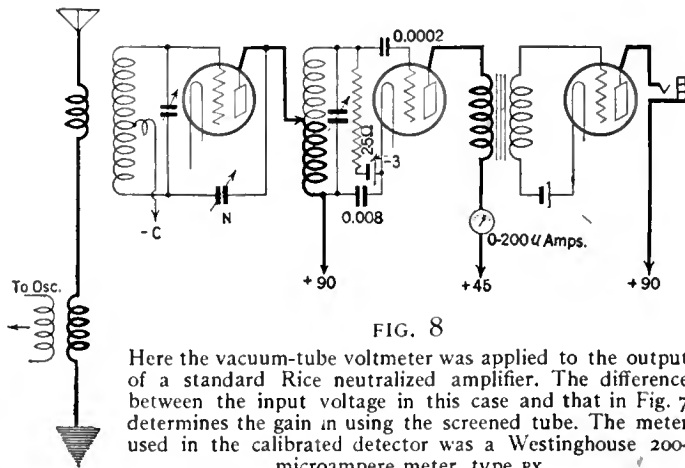 0.0002
25Ω
-3
0.008
N
-C
0-200 u Amps.
+90
+45
+90
To Osc.
FIG. 8
Here the vacuum-tube voltmeter was applied to the output
of a standard Rice neutralized amplifier. The difference
between the input voltage in this case and that in Fig. 7
determines the gain in using the screened tube. The meter
used in the calibrated detector was a Westinghouse 200-
microampere meter, type PX